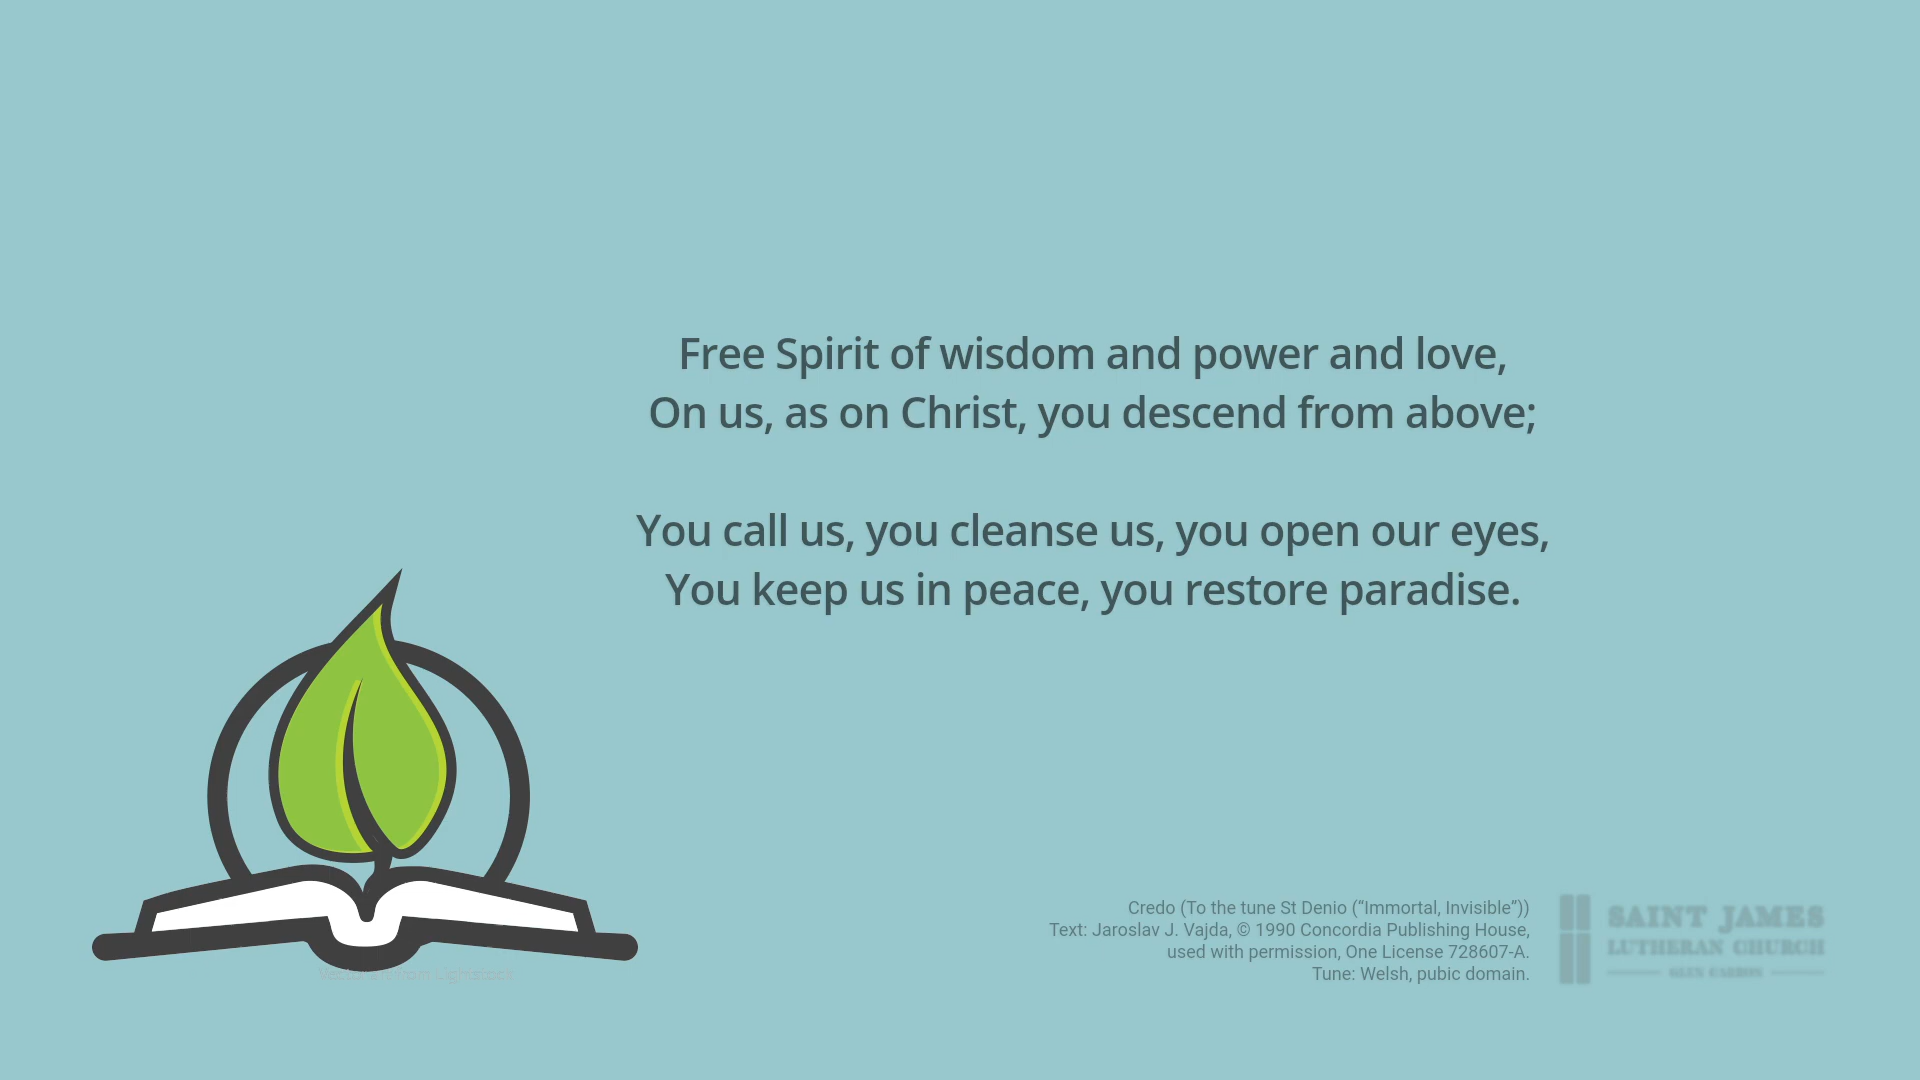 Free Spirit of wisdom and power and love,
On us, as on Christ, you descend from above;
You call us, you cleanse us, you open our eyes,
You keep us in peace, you restore paradise.
Credo (To the tune St Denio (“Immortal, Invisible”))
Text: Jaroslav J. Vajda, © 1990 Concordia Publishing House,
used with permission, One License 728607-A.
Tune: Welsh, pubic domain.
SAINT JAMES
LUTHERAN CHURCH
GLEN CARBON